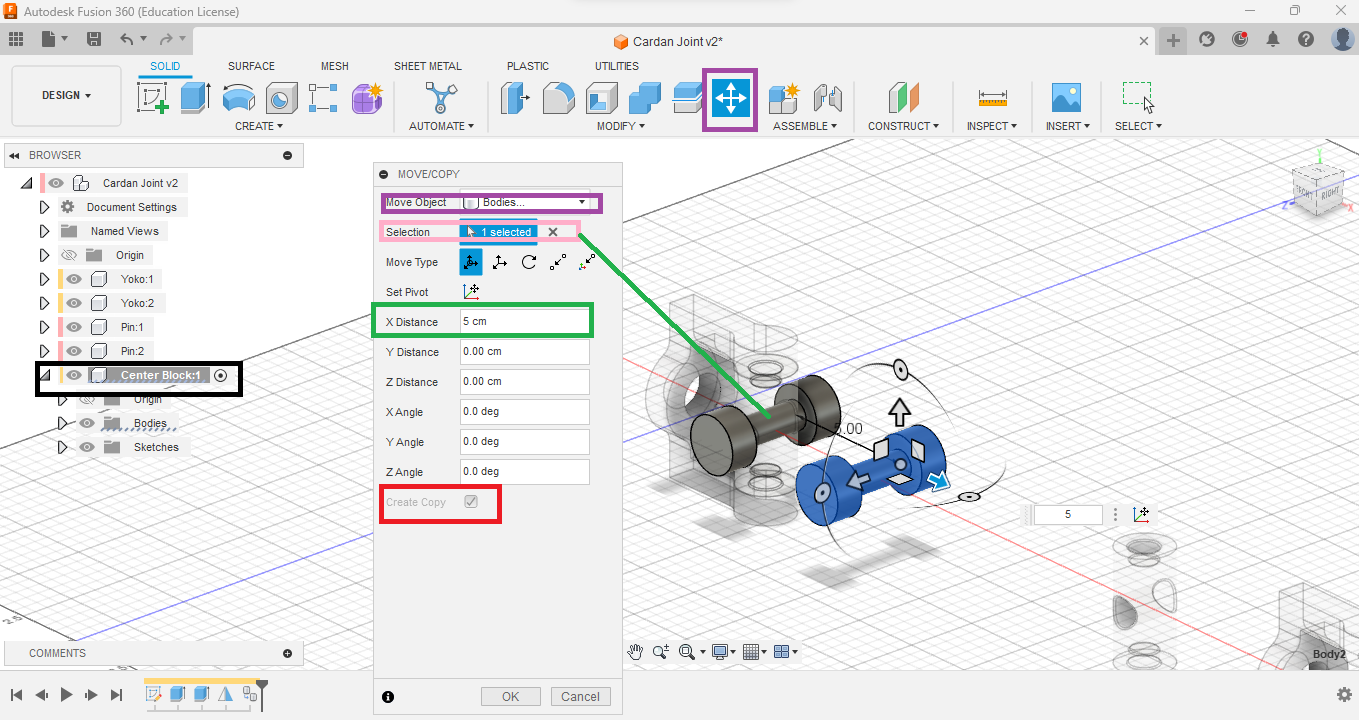 Autodesk Fusion 360 (Education License)
Cardan Joint v2*
SOLID SURFACE MESH SHEET METAL PLASTIC UTILITIES
DESIGN
CREATE AUTOMATE MODIFY ASSEMBLE CONSTRUCT INSPECT INSERT SELECT
BROWSER
Cardan Joint v2
Document Settings
Named Views
Origin
Yoko:1
Yoko:2
Pin:1
Pin:2
Center Block:1
Origin
Bodies
Sketches
MOVE/COPY
Move Object Bodies...
Selection 1 selected
Move Type
Set Pivot
X Distance 5 cm
Y Distance 0.00 cm
Z Distance 0.00 cm
X Angle 0.0 deg
Y Angle 0.0 deg
Z Angle 0.0 deg
Create Copy
OK Cancel
5.00
5
Y
FRONT RIGHT
Z X
2.5
Body2
COMMENTS